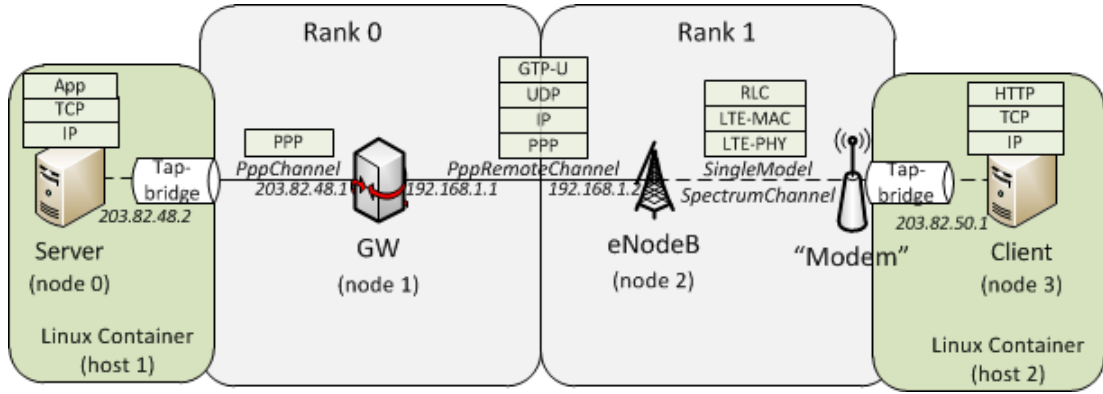 Rank 0
Rank 1
App
TCP
IP
GTP-U
UDP
IP
PPP
RLC
LTE-MAC
LTE-PHY
HTTP
TCP
IP
PPP
Tap-
bridge
PppChannel
203.82.48.1
PppRemoteChannel
192.168.1.1
192.168.1.2
SingleModel
SpectrumChannel
Tap-
bridge
203.82.48.2
203.82.50.1
Server
(node 0)
GW
(node 1)
eNodeB
(node 2)
“Modem”
Client
(node 3)
Linux Container
(host 1)
Linux Container
(host 2)